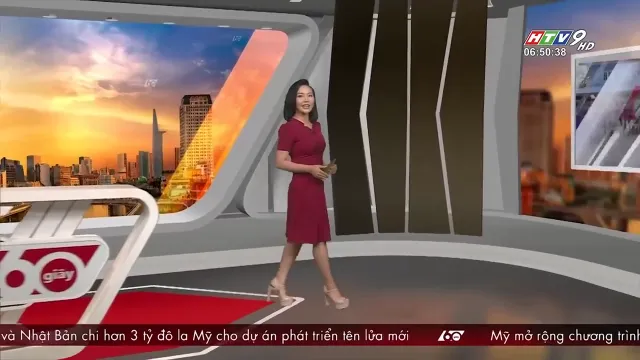 HTV9 HD
06:50:38
60
giây
và Nhật Bản chi hơn 3 tỷ đô la Mỹ cho dự án phát triển tên lửa mới 60 Mỹ mở rộng chương trình